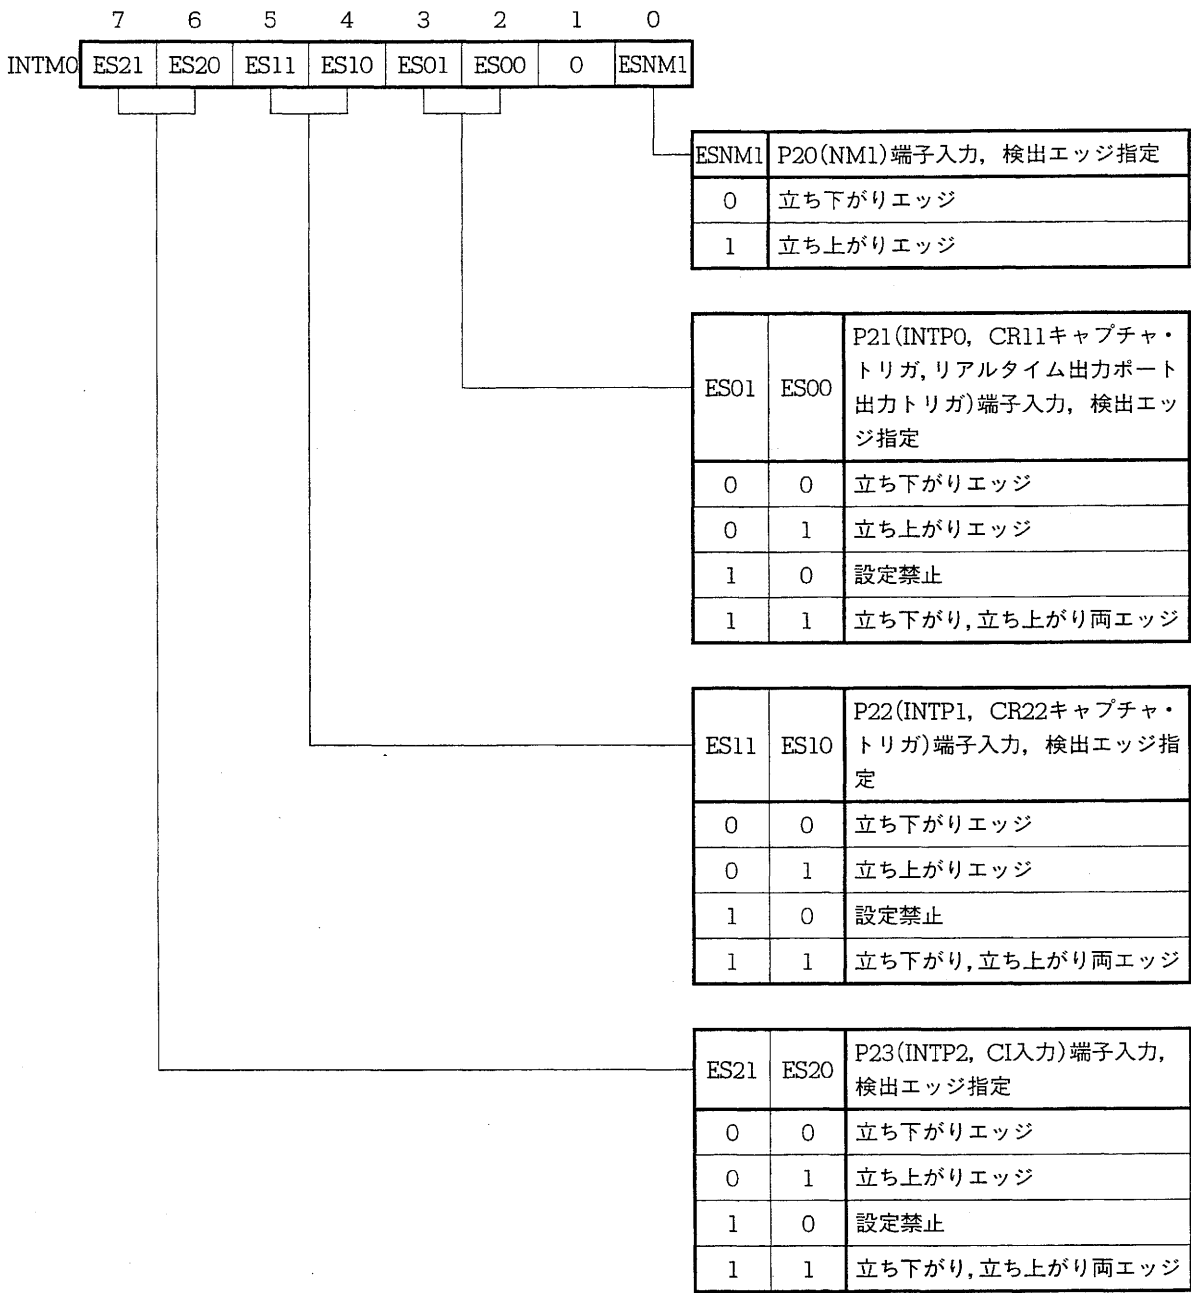 7 6 5 4 3 2 1 0
INTM0 ES21 ES20 ES11 ES10 ES01 ES00 0 ESNM1
ESNM1 P20(NM1)端子入力，検出エッジ指定
0 立ち下がりエッジ
1 立ち上がりエッジ
ES01 ES00 P21(INTP0，CR11キャプチャ・
トリガ,リアルタイム出力ポート
出力トリガ)端子入力，検出エッ
ジ指定
0 0 立ち下がりエッジ
0 1 立ち上がりエッジ
1 0 設定禁止
1 1 立ち下がり,立ち上がり両エッジ
ES11 ES10 P22(INTP1，CR22キャプチャ・
トリガ)端子入力，検出エッジ指
定
0 0 立ち下がりエッジ
0 1 立ち上がりエッジ
1 0 設定禁止
1 1 立ち下がり,立ち上がり両エッジ
ES21 ES20 P23(INTP2，CI入力)端子入力，
検出エッジ指定
0 0 立ち下がりエッジ
0 1 立ち上がりエッジ
1 0 設定禁止
1 1 立ち下がり,立ち上がり両エッジ